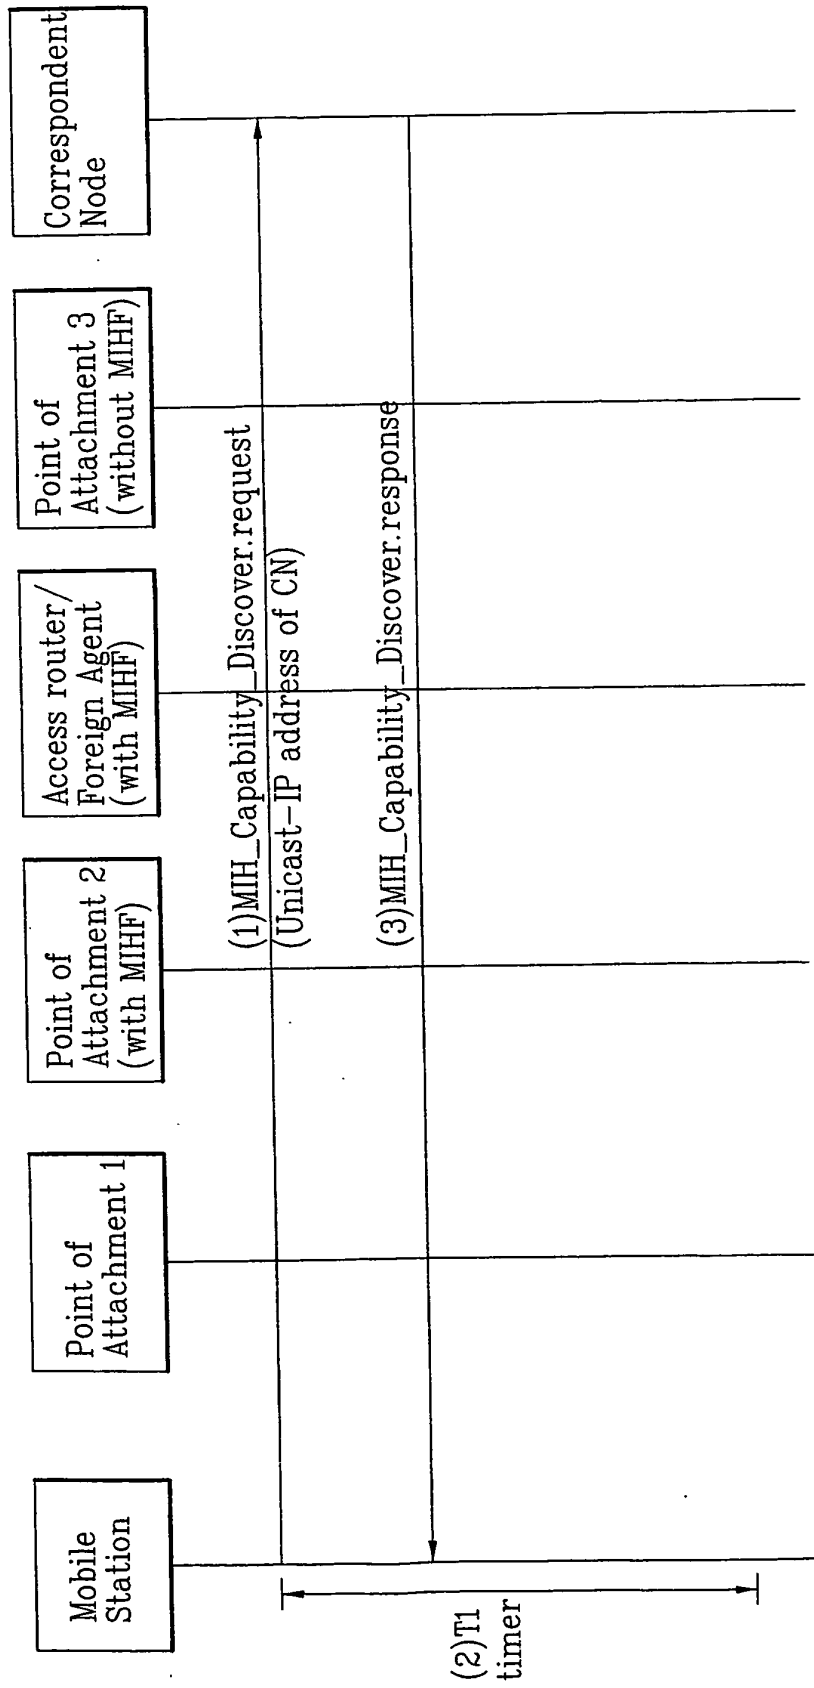 Mobile
Station
Point of
Attachment 1
Point of
Attachment 2
(with MIHF)
Access router/
Foreign Agent
(with MIHF)
Point of
Attachment 3
(without MIHF)
Correspondent
Node
(1)MIH_Capability_Discover.request
(Unicast-IP address of CN)
(2)T1
timer
(3)MIH_Capability_Discover.response